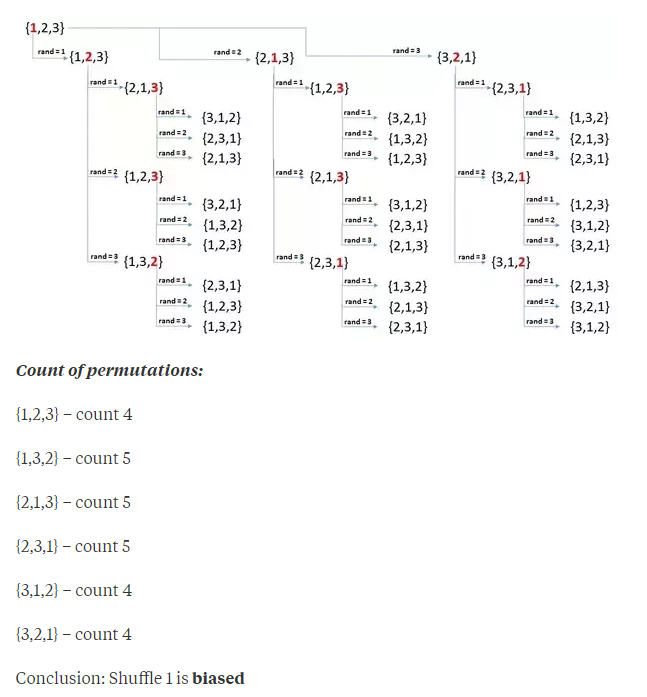 {1,2,3}
rand=1 {1,2,3} rand=2 {2,1,3} rand=3 {3,2,1}
rand=1 {2,1,3} rand=1 {1,2,3} rand=1 {2,3,1}
rand=1 {3,1,2} rand=1 {3,2,1} rand=1 {1,3,2}
rand=2 {2,3,1} rand=2 {1,3,2} rand=2 {2,1,3}
rand=3 {2,1,3} rand=3 {1,2,3} rand=3 {2,3,1}
rand=2 {1,2,3} rand=2 {2,1,3} rand=2 {3,2,1}
rand=1 {3,2,1} rand=1 {3,1,2} rand=1 {1,2,3}
rand=2 {1,3,2} rand=2 {2,3,1} rand=2 {3,1,2}
rand=3 {1,2,3} rand=3 {2,1,3} rand=3 {3,2,1}
rand=3 {1,3,2} rand=3 {2,3,1} rand=3 {3,1,2}
rand=1 {2,3,1} rand=1 {1,3,2} rand=1 {2,1,3}
rand=2 {1,2,3} rand=2 {2,1,3} rand=2 {3,2,1}
rand=3 {1,3,2} rand=3 {2,3,1} rand=3 {3,1,2}
Count of permutations:
{1,2,3} – count 4
{1,3,2} – count 5
{2,1,3} – count 5
{2,3,1} – count 5
{3,1,2} – count 4
{3,2,1} – count 4
Conclusion: Shuffle 1 is biased